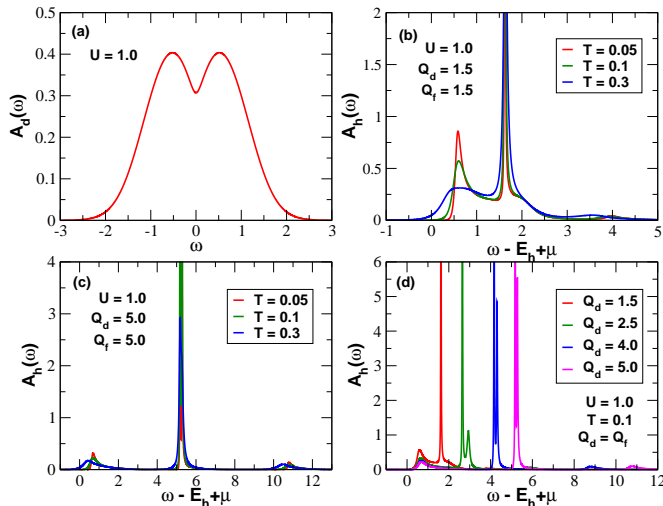 (a)
U = 1.0
A_d(ω)
0.5
0.4
0.3
0.2
0.1
0
-3 -2 -1 0 1 2 3
ω
(b)
U = 1.0
Q_d = 1.5
Q_f = 1.5
T = 0.05
T = 0.1
T = 0.3
A_h(ω)
2
1.5
1
0.5
0
-1 0 1 2 3 4 5
ω - E_h+μ
(c)
U = 1.0
Q_d = 5.0
Q_f = 5.0
T = 0.05
T = 0.1
T = 0.3
A_h(ω)
4
3
2
1
0
0 2 4 6 8 10 12
ω - E_h+μ
(d)
Q_d = 1.5
Q_d = 2.5
Q_d = 4.0
Q_d = 5.0
U = 1.0
T = 0.1
Q_d = Q_f
A_h(ω)
6
5
4
3
2
1
0
0 2 4 6 8 10 12
ω - E_h+μ